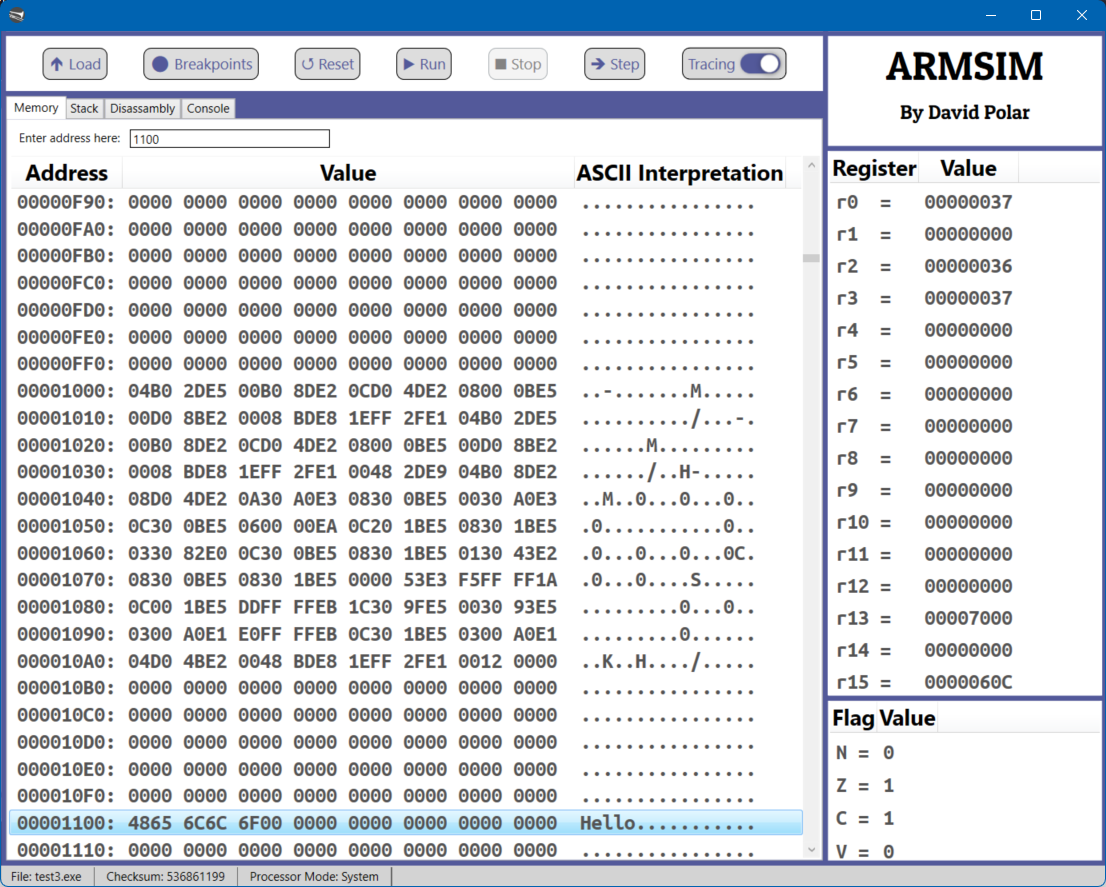 Load Breakpoints Reset Run Stop Step Tracing
ARMSIM
By David Polar
Memory Stack Disassembly Console
Enter address here: 1100
Address Value ASCII Interpretation
00000F90: 0000 0000 0000 0000 0000 0000 0000 0000 ................
00000FA0: 0000 0000 0000 0000 0000 0000 0000 0000 ................
00000FB0: 0000 0000 0000 0000 0000 0000 0000 0000 ................
00000FC0: 0000 0000 0000 0000 0000 0000 0000 0000 ................
00000FD0: 0000 0000 0000 0000 0000 0000 0000 0000 ................
00000FE0: 0000 0000 0000 0000 0000 0000 0000 0000 ................
00000FF0: 0000 0000 0000 0000 0000 0000 0000 0000 ................
00001000: 04B0 2DE5 00B0 8DE2 0CD0 4DE2 0800 0BE5 ..-.......M.....
00001010: 00D0 8BE2 0008 BDE8 1EFF 2FE1 04B0 2DE5 ........../...-.
00001020: 00B0 8DE2 0CD0 4DE2 0800 0BE5 00D0 8BE2 ......M.........
00001030: 0008 BDE8 1EFF 2FE1 0048 2DE9 04B0 8DE2 ....../..H-.....
00001040: 08D0 4DE2 0A30 A0E3 0830 0BE5 0030 A0E3 ..M..0...0...0..
00001050: 0C30 0BE5 0600 00EA 0C20 1BE5 0830 1BE5 .0...........0..
00001060: 0330 82E0 0C30 0BE5 0830 1BE5 0130 43E2 .0...0...0...0C.
00001070: 0830 0BE5 0830 1BE5 0000 53E3 F5FF FF1A .0...0....S.....
00001080: 0C00 1BE5 DDFF FFEB 1C30 9FE5 0030 93E5 .........0...0..
00001090: 0300 A0E1 E0FF FFEB 0C30 1BE5 0300 A0E1 .........0......
000010A0: 04D0 4BE2 0048 BDE8 1EFF 2FE1 0012 0000 ..K..H..../.....
000010B0: 0000 0000 0000 0000 0000 0000 0000 0000 ................
000010C0: 0000 0000 0000 0000 0000 0000 0000 0000 ................
000010D0: 0000 0000 0000 0000 0000 0000 0000 0000 ................
000010E0: 0000 0000 0000 0000 0000 0000 0000 0000 ................
000010F0: 0000 0000 0000 0000 0000 0000 0000 0000 ................
00001100: 4865 6C6C 6F00 0000 0000 0000 0000 0000 Hello...........
00001110: 0000 0000 0000 0000 0000 0000 0000 0000 ................
Register Value
r0 = 00000037
r1 = 00000000
r2 = 00000036
r3 = 00000037
r4 = 00000000
r5 = 00000000
r6 = 00000000
r7 = 00000000
r8 = 00000000
r9 = 00000000
r10 = 00000000
r11 = 00000000
r12 = 00000000
r13 = 00007000
r14 = 00000000
r15 = 0000060C
Flag Value
N = 0
Z = 1
C = 1
V = 0
File: test3.exe Checksum: 536861199 Processor Mode: System